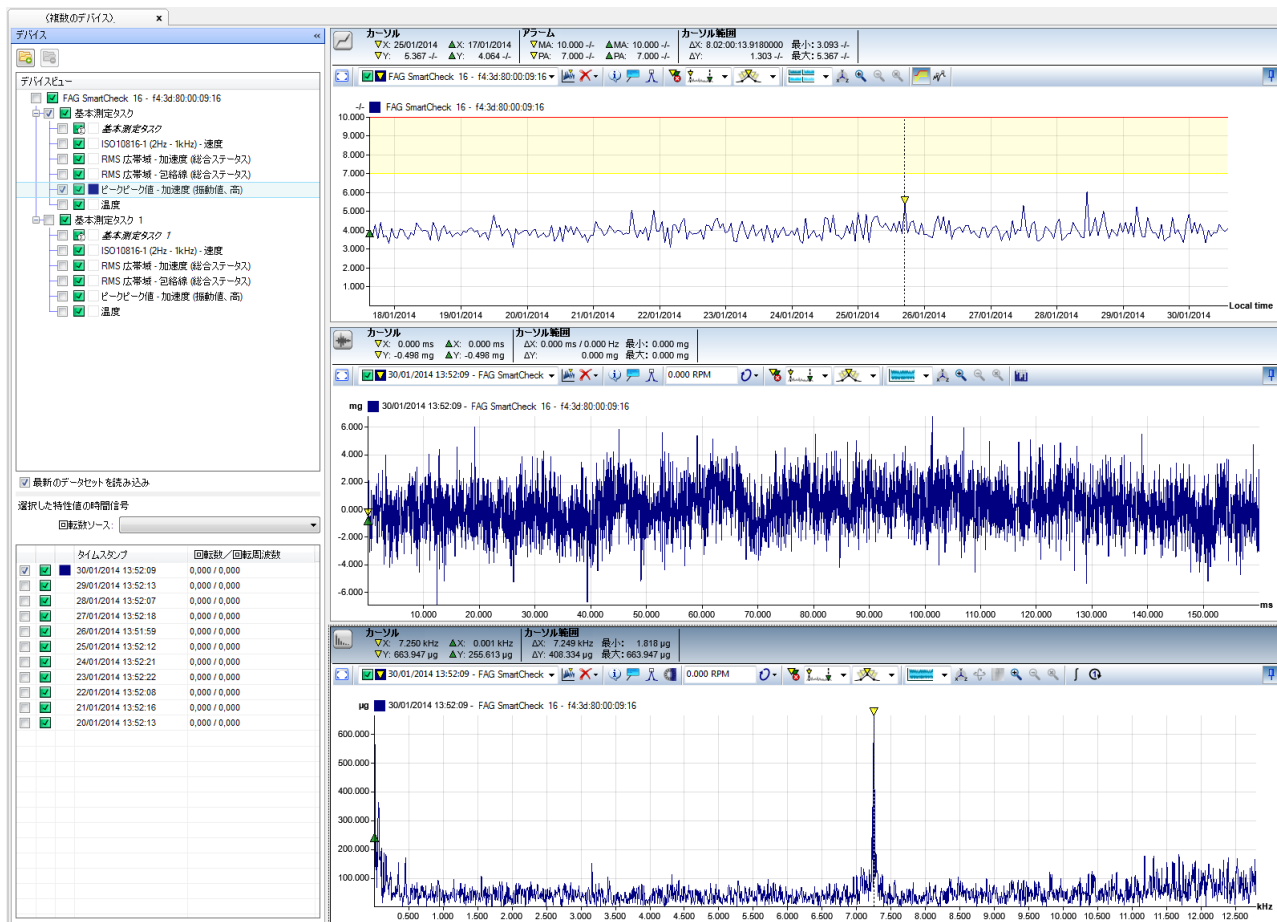 (複数のデバイス)
x
デバイス
«
デバイスビュー
FAG SmartCheck 16 - f4:3d:80:00:09:16
基本測定タスク
基本測定タスク
ISO10816-1 (2Hz - 1kHz) - 速度
RMS 広帯域 - 加速度 (総合ステータス)
RMS 広帯域 - 包絡線 (総合ステータス)
ピークピーク値 - 加速度 (振動値、高)
温度
基本測定タスク 1
基本測定タスク 1
ISO10816-1 (2Hz - 1kHz) - 速度
RMS 広帯域 - 加速度 (総合ステータス)
RMS 広帯域 - 包絡線 (総合ステータス)
ピークピーク値 - 加速度 (振動値、高)
温度
最新のデータセットを読み込み
選択した特性値の時間信号
回転数ソース:
タイムスタンプ 回転数/回転周波数
30/01/2014 13:52:09 0,000 / 0,000
29/01/2014 13:52:13 0,000 / 0,000
28/01/2014 13:52:07 0,000 / 0,000
27/01/2014 13:52:18 0,000 / 0,000
26/01/2014 13:51:59 0,000 / 0,000
25/01/2014 13:52:12 0,000 / 0,000
24/01/2014 13:52:21 0,000 / 0,000
23/01/2014 13:52:22 0,000 / 0,000
22/01/2014 13:52:08 0,000 / 0,000
21/01/2014 13:52:16 0,000 / 0,000
20/01/2014 13:52:13 0,000 / 0,000
カーソル アラーム カーソル範囲
X: 25/01/2014 X: 17/01/2014 MA: 10.000 -/- MA: 10.000 -/- ΔX: 8.02:00:13.9180000 最小: 3.093 -/-
Y: 5.367 -/- Y: 4.064 -/- PA: 7.000 -/- PA: 7.000 -/- ΔY: 1.303 -/- 最大: 5.367 -/-
FAG SmartCheck 16 - f4:3d:80:00:09:16
-/- FAG SmartCheck 16 - f4:3d:80:00:09:16
10.000
9.000
8.000
7.000
6.000
5.000
4.000
3.000
2.000
1.000
Local time
18/01/2014 19/01/2014 20/01/2014 21/01/2014 22/01/2014 23/01/2014 24/01/2014 25/01/2014 26/01/2014 27/01/2014 28/01/2014 29/01/2014 30/01/2014
カーソル カーソル範囲
X: 0.000 ms X: 0.000 ms ΔX: 0.000 ms / 0.000 Hz 最小: 0.000 mg
Y: -0.498 mg Y: -0.498 mg ΔY: 0.000 mg 最大: 0.000 mg
30/01/2014 13:52:09 - FAG SmartCheck 0.000 RPM
mg 30/01/2014 13:52:09 - FAG SmartCheck 16 - f4:3d:80:00:09:16
6.000
4.000
2.000
0.000
-2.000
-4.000
-6.000
ms
10.000 20.000 30.000 40.000 50.000 60.000 70.000 80.000 90.000 100.000 110.000 120.000 130.000 140.000 150.000
カーソル カーソル範囲
X: 7.250 kHz X: 0.001 kHz ΔX: 7.249 kHz 最小: 1.818 µg
Y: 663.947 µg Y: 255.613 µg ΔY: 408.334 µg 最大: 663.947 µg
30/01/2014 13:52:09 - FAG SmartCheck 0.000 RPM
µg 30/01/2014 13:52:09 - FAG SmartCheck 16 - f4:3d:80:00:09:16
600.000
500.000
400.000
300.000
200.000
100.000
kHz
0.500 1.000 1.500 2.000 2.500 3.000 3.500 4.000 4.500 5.000 5.500 6.000 6.500 7.000 7.500 8.000 8.500 9.000 9.500 10.000 10.500 11.000 11.500 12.000 12.500